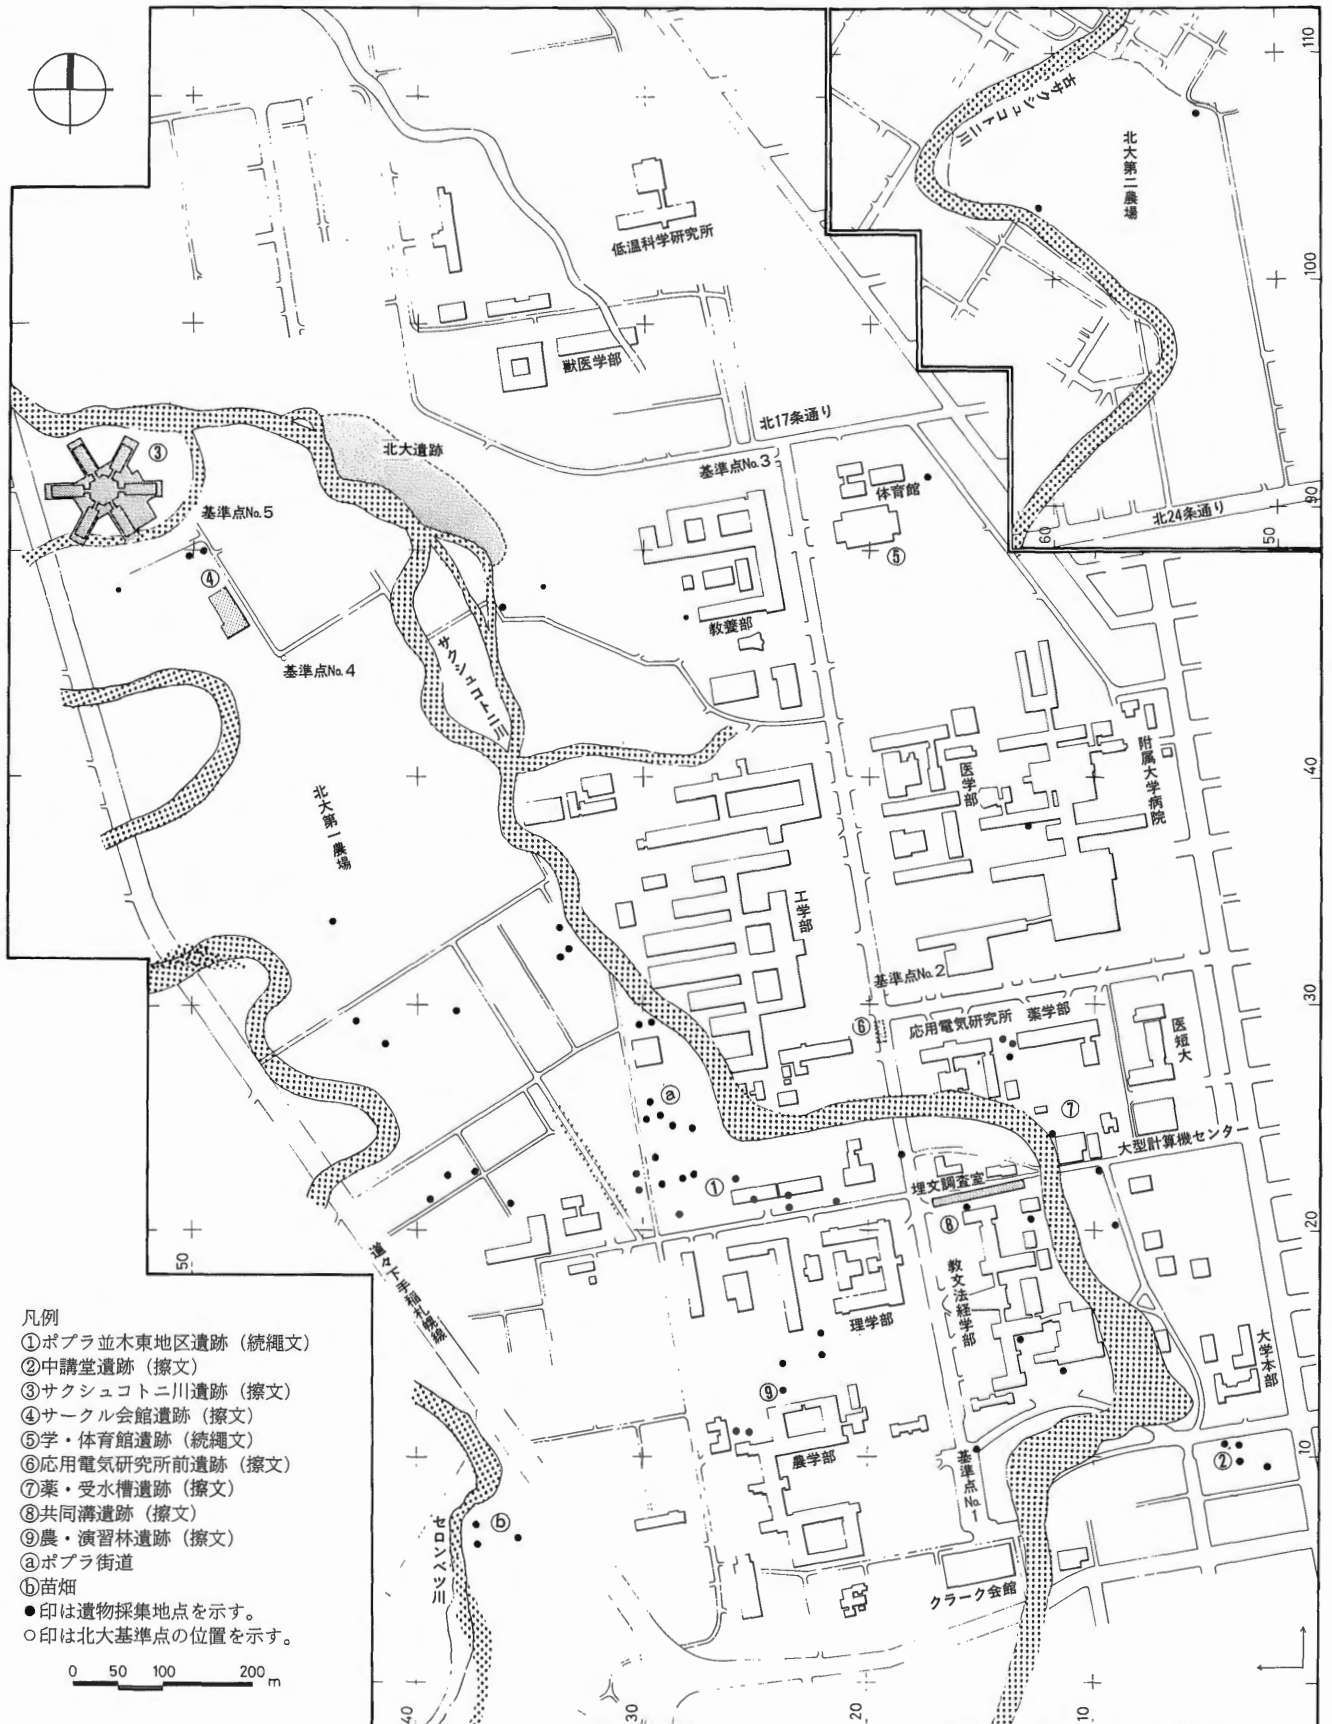 110
古サクシュコトニ川
北大第二農場
低温科学研究所
100
獣医学部
北17条通り
北大遺跡
③
基準点No.3
体育館
90
基準点No.5
北24条通り
60
50
④
⑤
教養部
サクシュコトニ川
基準点No.4
附属大学病院
医学部
40
北大第一農場
工学部
基準点No.2
30
⑥
応用電気研究所
薬学部
医短大
ⓐ
⑦
大型計算機センター
①
埋文調査室
⑧
20
50
道々下手稲札幌線
教文法経学部
理学部
大学本部
⑨
農学部
基準点No.1
10
②
セロンペツ川
ⓑ
クラーク会館
40
30
20
10
凡例
①ポプラ並木東地区遺跡（続縄文）
②中講堂遺跡（擦文）
③サクシュコトニ川遺跡（擦文）
④サークル会館遺跡（擦文）
⑤学・体育館遺跡（続縄文）
⑥応用電気研究所前遺跡（擦文）
⑦薬・受水槽遺跡（擦文）
⑧共同溝遺跡（擦文）
⑨農・演習林遺跡（擦文）
ⓐポプラ街道
ⓑ苗畑
●印は遺物採集地点を示す。
○印は北大基準点の位置を示す。
0 50 100 200 m